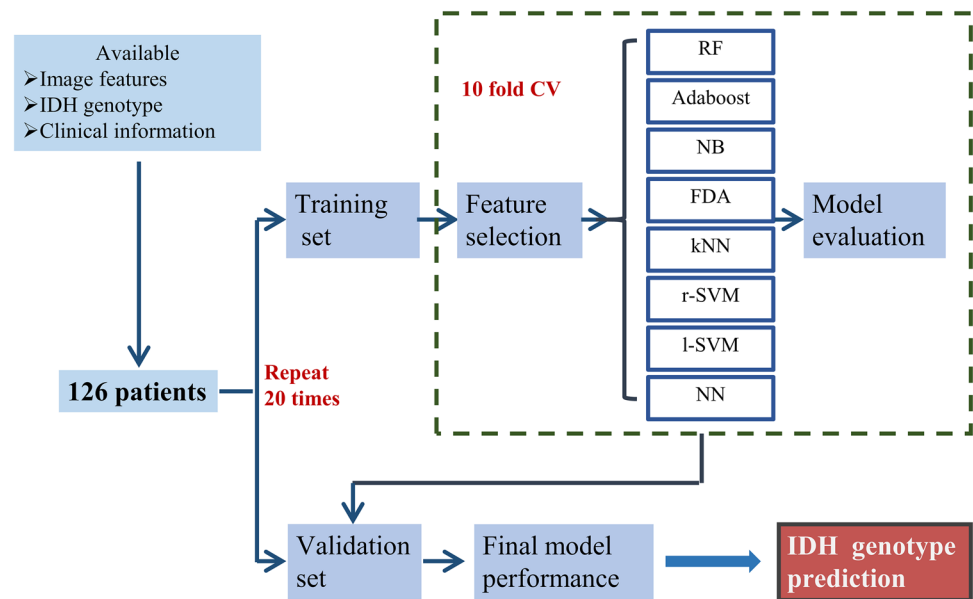 Available
➢Image features
➢IDH genotype
➢Clinical information
126 patients
Repeat
20 times
Training
set
10 fold CV
Feature
selection
RF
Adaboost
NB
FDA
kNN
r-SVM
l-SVM
NN
Model
evaluation
Validation
set
Final model
performance
IDH genotype
prediction